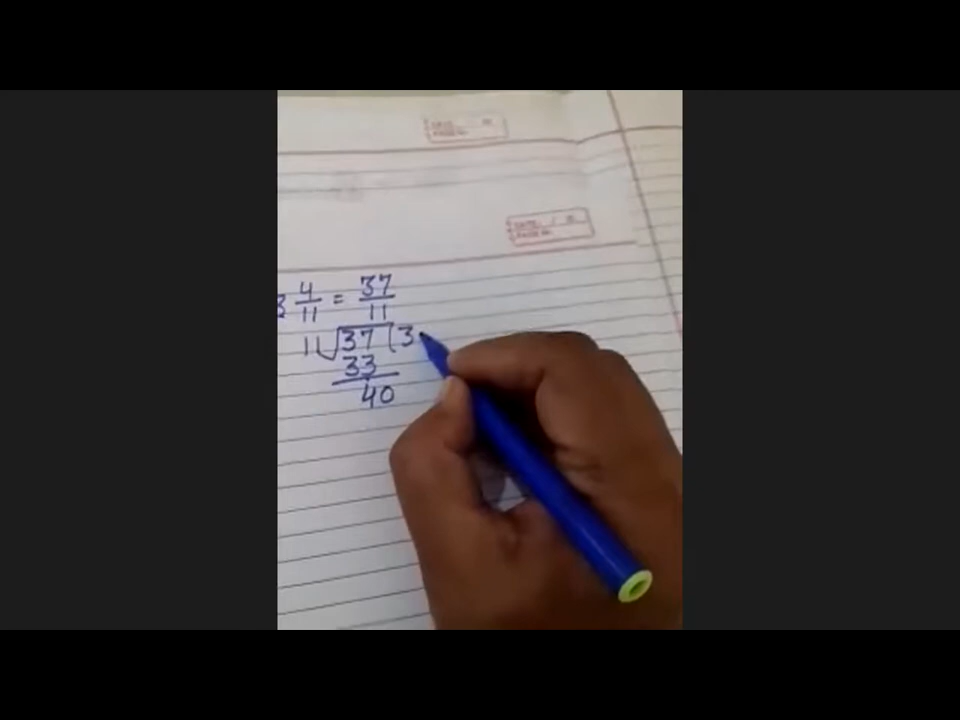 3 4/11 = 37/11
11 √37 ( 3.
33
40